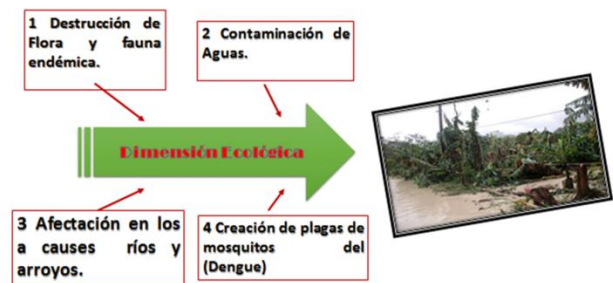 1 Destrucción de
Flora y fauna
endémica.
2 Contaminación de
Aguas.
Dimensión Ecológica
3 Afectación en los
a causes ríos y
arroyos.
4 Creación de plagas de
mosquitos del
(Dengue)